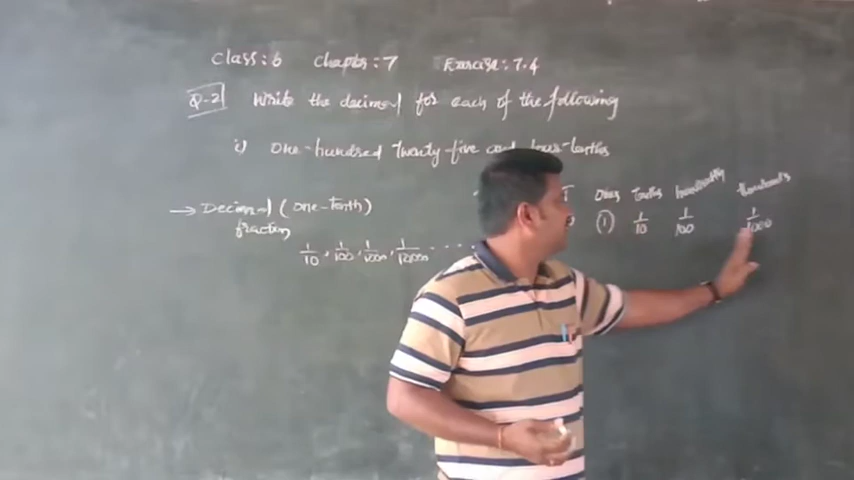 Class: 6 Chapter: 7 Exercise: 7.4
Q-2 Write the decimal for each of the following
i) One-hundred Twenty-five and four-tenths
T Ones Tenths hundredths thousandths
→ Decimal (one-tenth) (1) 1/10 1/100 1/1000
fraction
1/10, 1/100, 1/1000, 1/10000 ....